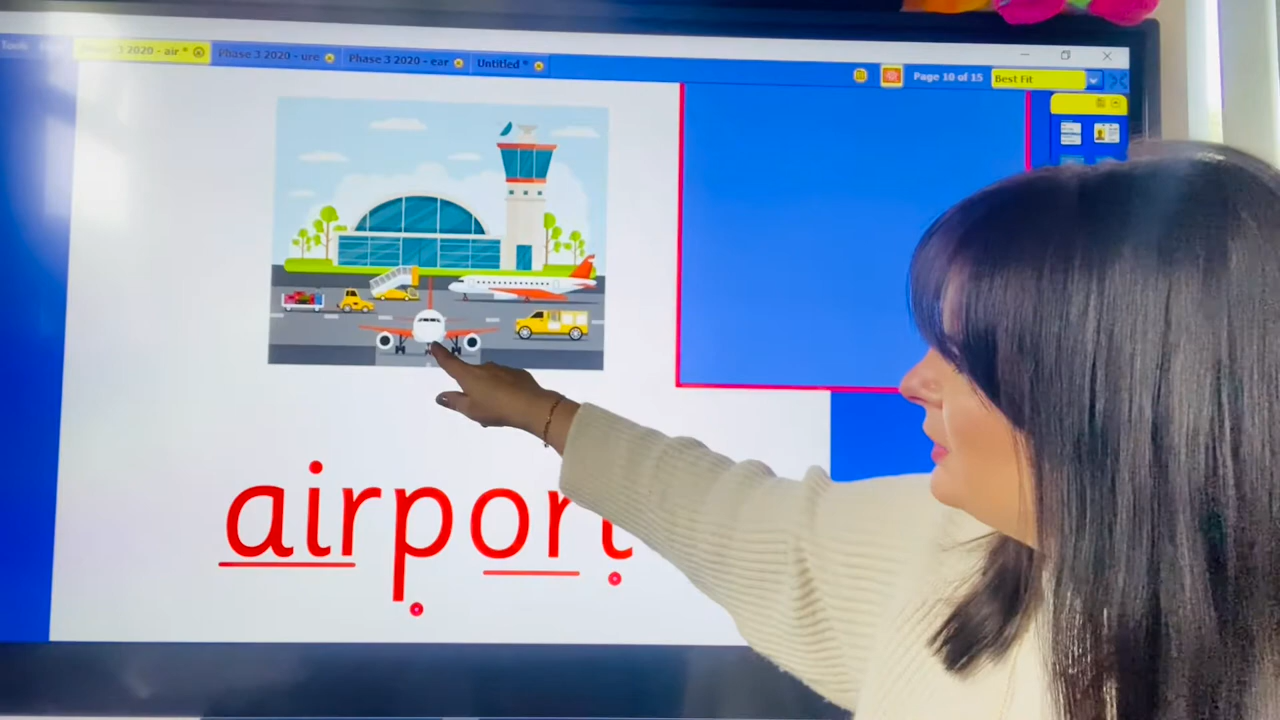 Tools
Phase 3 2020 - air * Phase 3 2020 - ure Phase 3 2020 - ear Untitled *
Page 10 of 15 Best Fit
airport